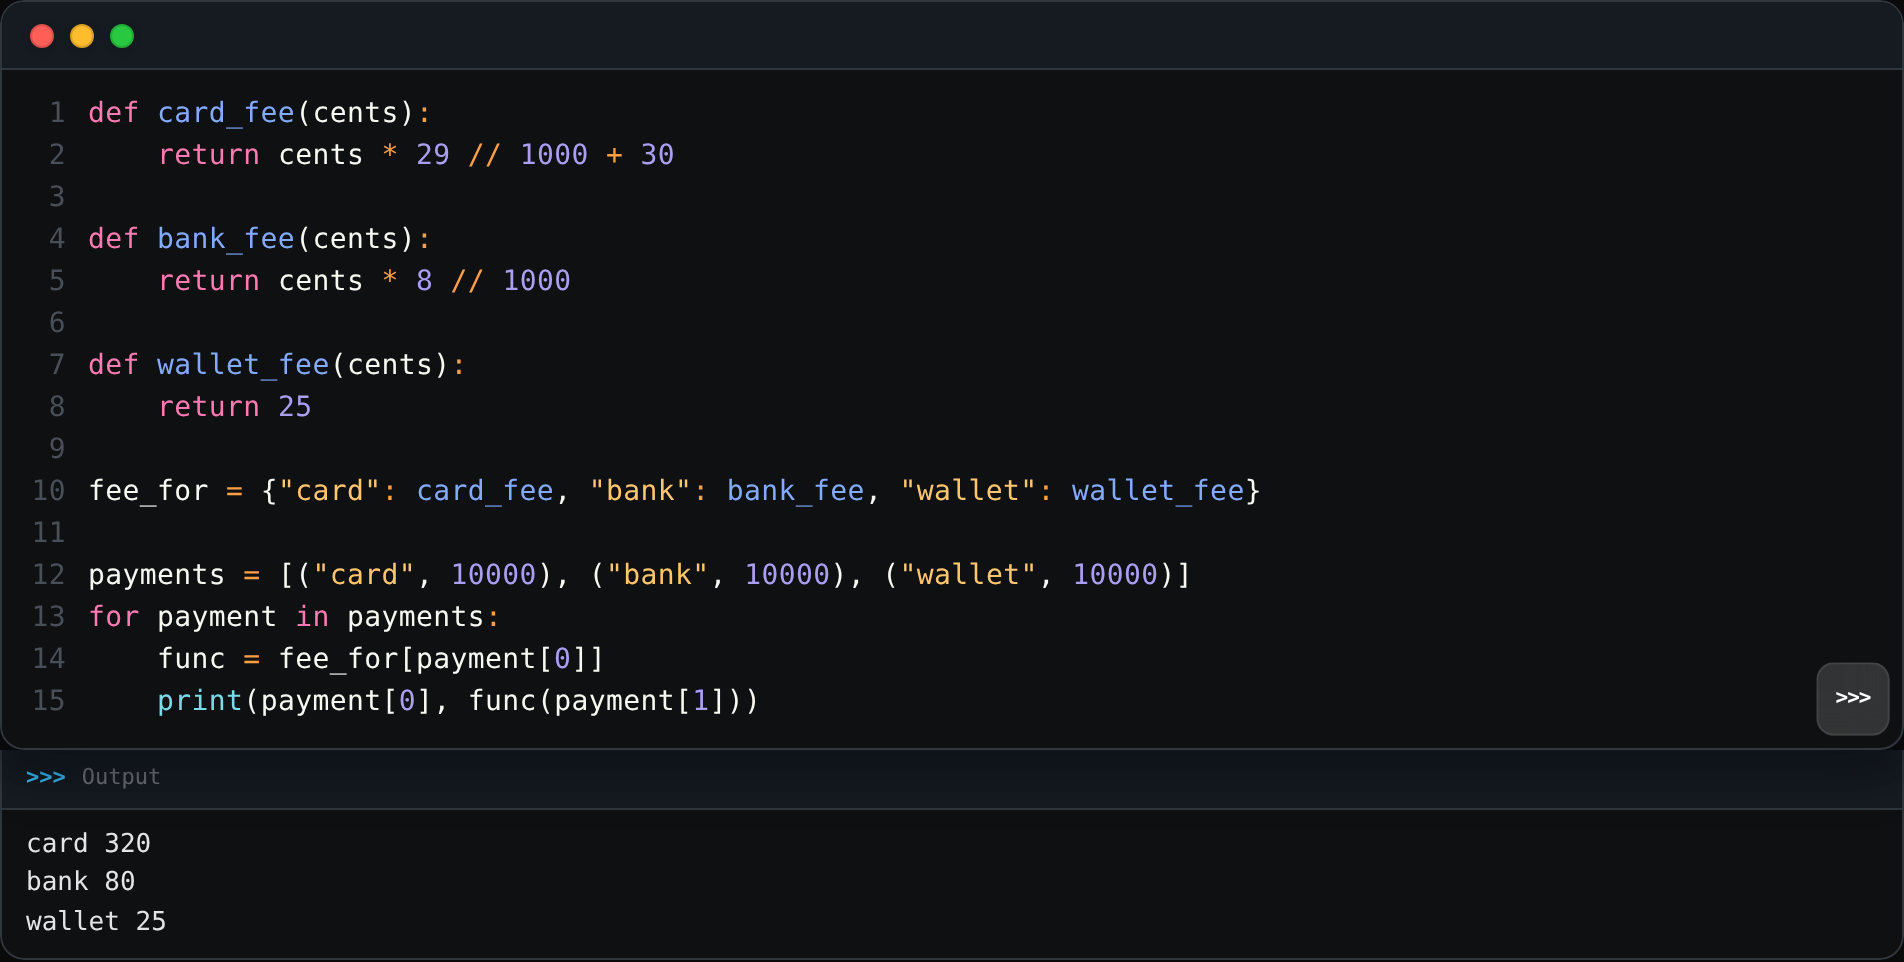 1 def card_fee(cents):
2     return cents * 29 // 1000 + 30
3
4 def bank_fee(cents):
5     return cents * 8 // 1000
6
7 def wallet_fee(cents):
8     return 25
9
10 fee_for = {"card": card_fee, "bank": bank_fee, "wallet": wallet_fee}
11
12 payments = [("card", 10000), ("bank", 10000), ("wallet", 10000)]
13 for payment in payments:
14     func = fee_for[payment[0]]
15     print(payment[0], func(payment[1]))
>>>
>>> Output
card 320
bank 80
wallet 25